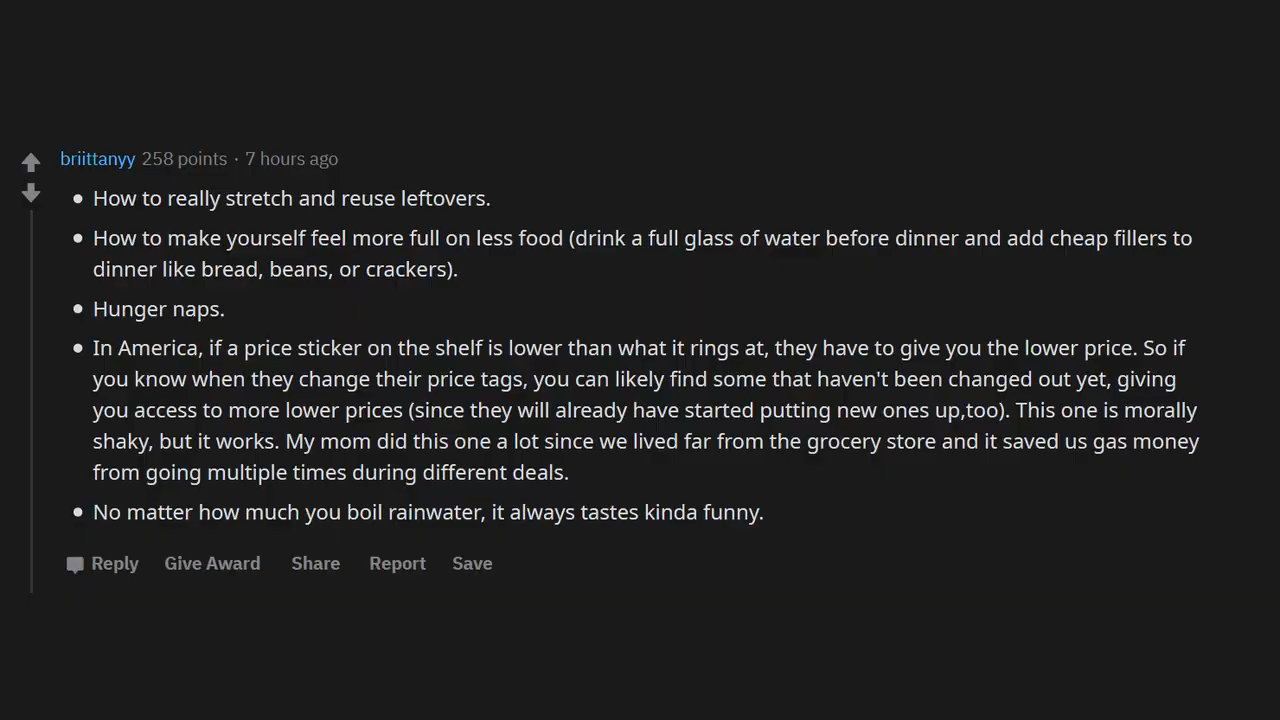 briittanyy 258 points · 7 hours ago
• How to really stretch and reuse leftovers.
• How to make yourself feel more full on less food (drink a full glass of water before dinner and add cheap fillers to
dinner like bread, beans, or crackers).
• Hunger naps.
• In America, if a price sticker on the shelf is lower than what it rings at, they have to give you the lower price. So if
you know when they change their price tags, you can likely find some that haven't been changed out yet, giving
you access to more lower prices (since they will already have started putting new ones up,too). This one is morally
shaky, but it works. My mom did this one a lot since we lived far from the grocery store and it saved us gas money
from going multiple times during different deals.
• No matter how much you boil rainwater, it always tastes kinda funny.
Reply Give Award Share Report Save